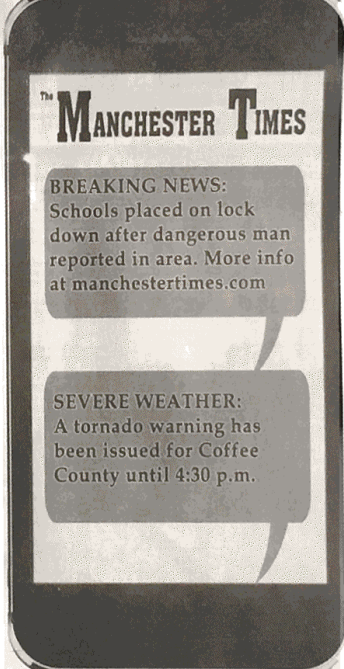 The MANCHESTER TIMES
BREAKING NEWS:
Schools placed on lock
down after dangerous man
reported in area. More info
at manchestertimes.com
SEVERE WEATHER:
A tornado warning has
been issued for Coffee
County until 4:30 p.m.